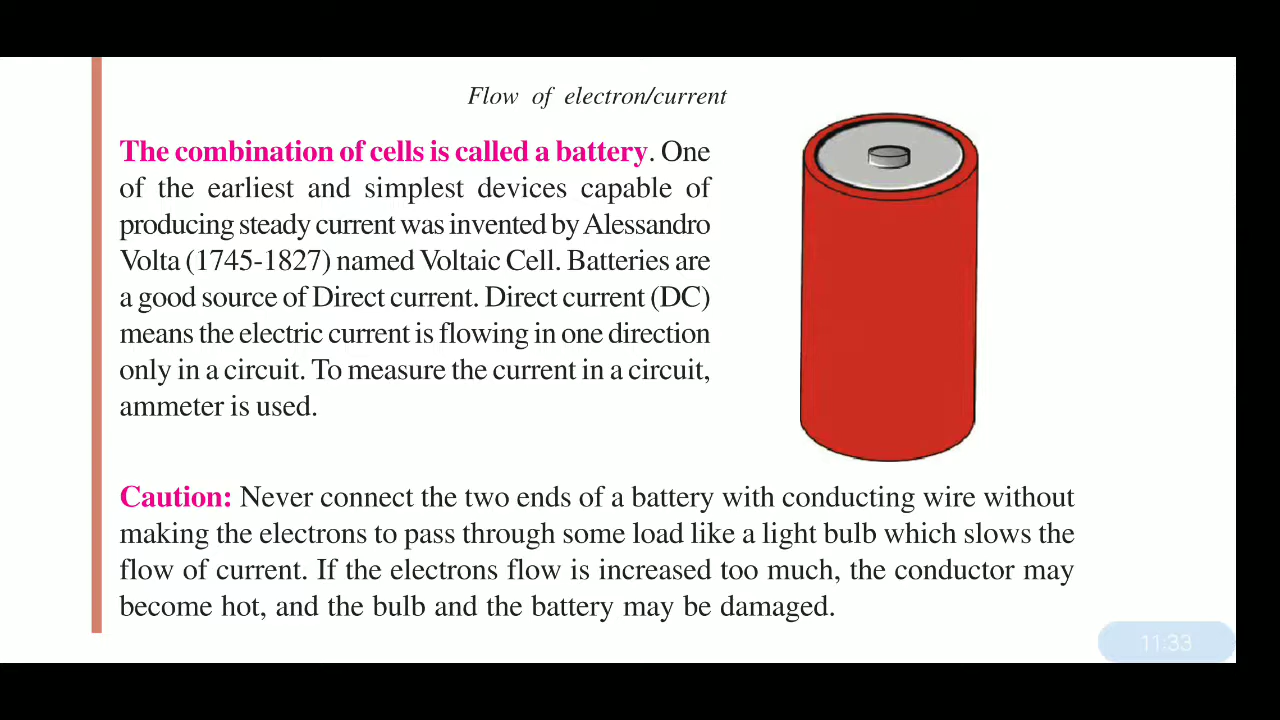 Flow of electron/current
The combination of cells is called a battery. One
of the earliest and simplest devices capable of
producing steady current was invented by Alessandro
Volta (1745-1827) named Voltaic Cell. Batteries are
a good source of Direct current. Direct current (DC)
means the electric current is flowing in one direction
only in a circuit. To measure the current in a circuit,
ammeter is used.
Caution: Never connect the two ends of a battery with conducting wire without
making the electrons to pass through some load like a light bulb which slows the
flow of current. If the electrons flow is increased too much, the conductor may
become hot, and the bulb and the battery may be damaged.
11:33